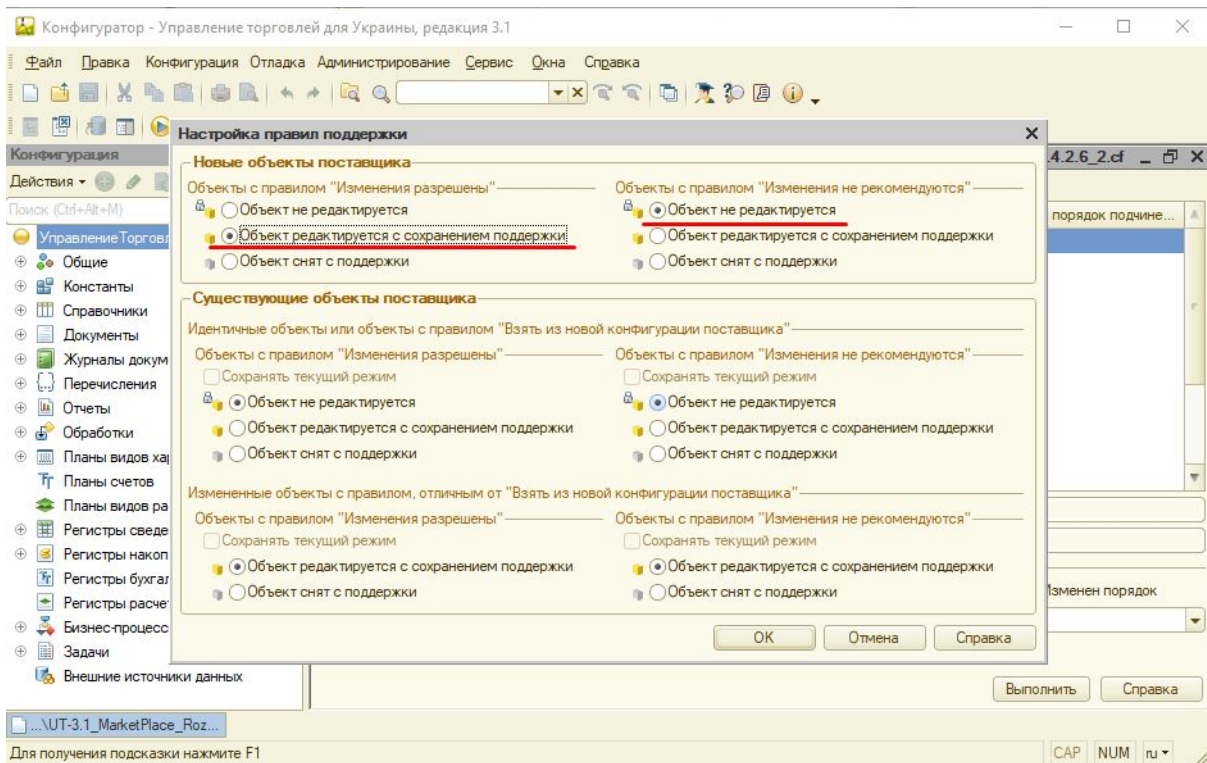 Конфигуратор - Управление торговлей для Украины, редакция 3.1
Файл Правка Конфигурация Отладка Администрирование Сервис Окна Справка
Конфигурация
Действия
Поиск (Ctrl+Alt+M)
УправлениеТоргов
Общие
Константы
Справочники
Документы
Журналы докум
Перечисления
Отчеты
Обработки
Планы видов ха
Планы счетов
Планы видов ра
Регистры сведе
Регистры накоп
Регистры бухгал
Регистры расче
Бизнес-процесс
Задачи
Внешние источники данных
Настройка правил поддержки
Новые объекты поставщика
Объекты с правилом "Изменения разрешены"
Объект не редактируется
Объект редактируется с сохранением поддержки
Объект снят с поддержки
Объекты с правилом "Изменения не рекомендуются"
Объект не редактируется
Объект редактируется с сохранением поддержки
Объект снят с поддержки
Существующие объекты поставщика
Идентичные объекты или объекты с правилом "Взять из новой конфигурации поставщика"
Объекты с правилом "Изменения разрешены"
Сохранять текущий режим
Объект не редактируется
Объект редактируется с сохранением поддержки
Объект снят с поддержки
Объекты с правилом "Изменения не рекомендуются"
Сохранять текущий режим
Объект не редактируется
Объект редактируется с сохранением поддержки
Объект снят с поддержки
Измененные объекты с правилом, отличным от "Взять из новой конфигурации поставщика"
Объекты с правилом "Изменения разрешены"
Сохранять текущий режим
Объект редактируется с сохранением поддержки
Объект снят с поддержки
Объекты с правилом "Изменения не рекомендуются"
Сохранять текущий режим
Объект редактируется с сохранением поддержки
Объект снят с поддержки
OK Отмена Справка
4.2.6_2.cf
порядок подчине...
Изменен порядок
Выполнить Справка
...\UT-3.1_MarketPlace_Roz...
Для получения подсказки нажмите F1
CAP NUM ru